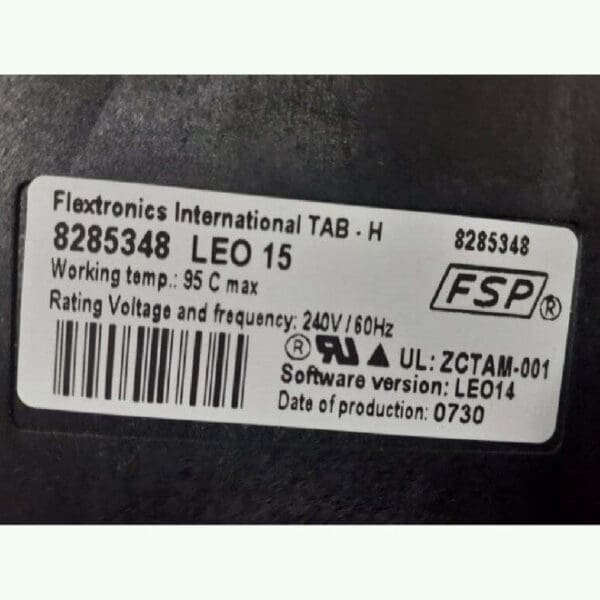 Flextronics International TAB - H
8285348
8285348 LEO 15
Working temp.: 95 C max
FSP ®
Rating Voltage and frequency: 240V / 60Hz
® RU UL: ZCTAM-001
Software version: LEO14
Date of production: 0730